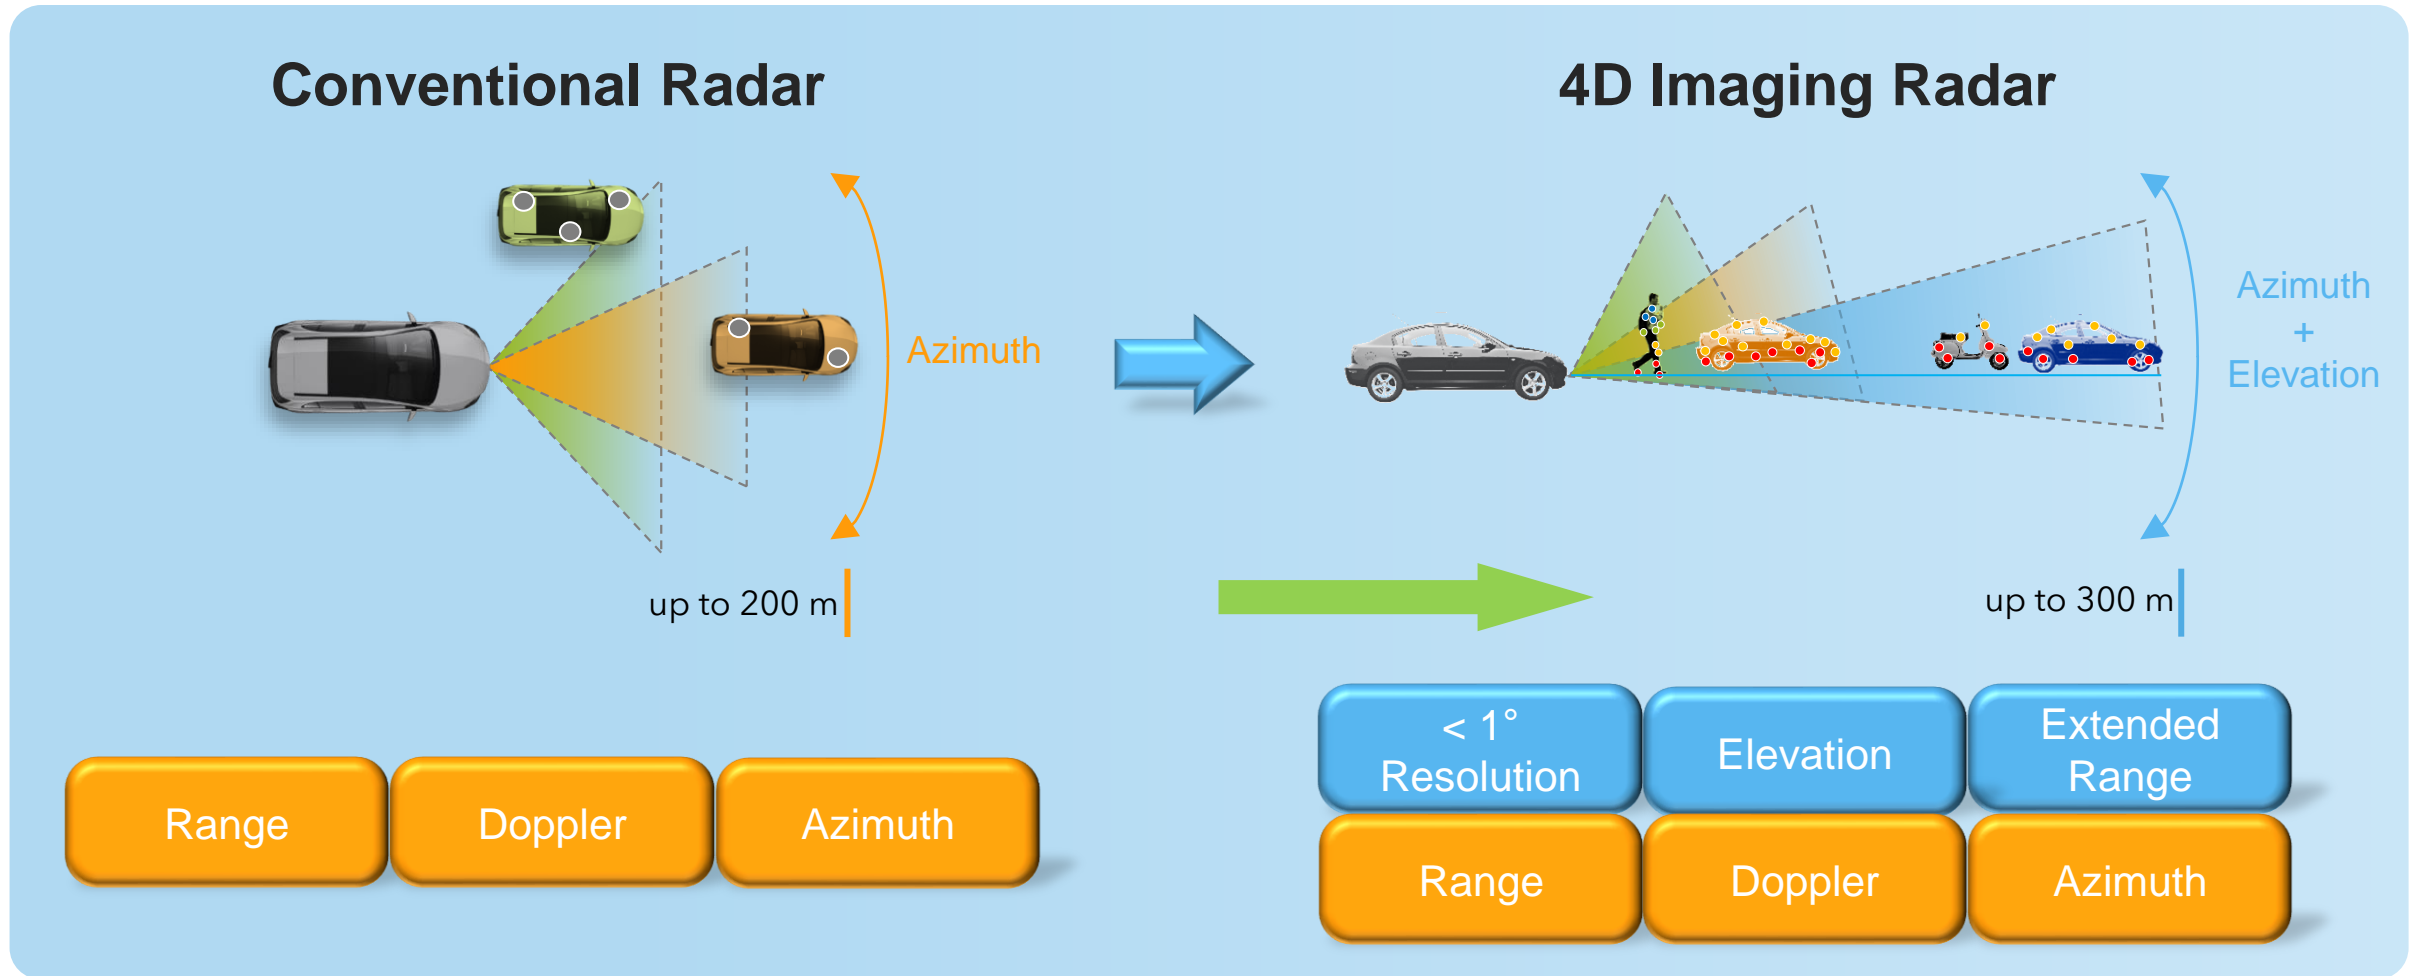 Conventional Radar
4D Imaging Radar
Azimuth
Azimuth
+
Elevation
up to 200 m
up to 300 m
Range
Doppler
Azimuth
< 1°
Resolution
Elevation
Extended
Range
Range
Doppler
Azimuth